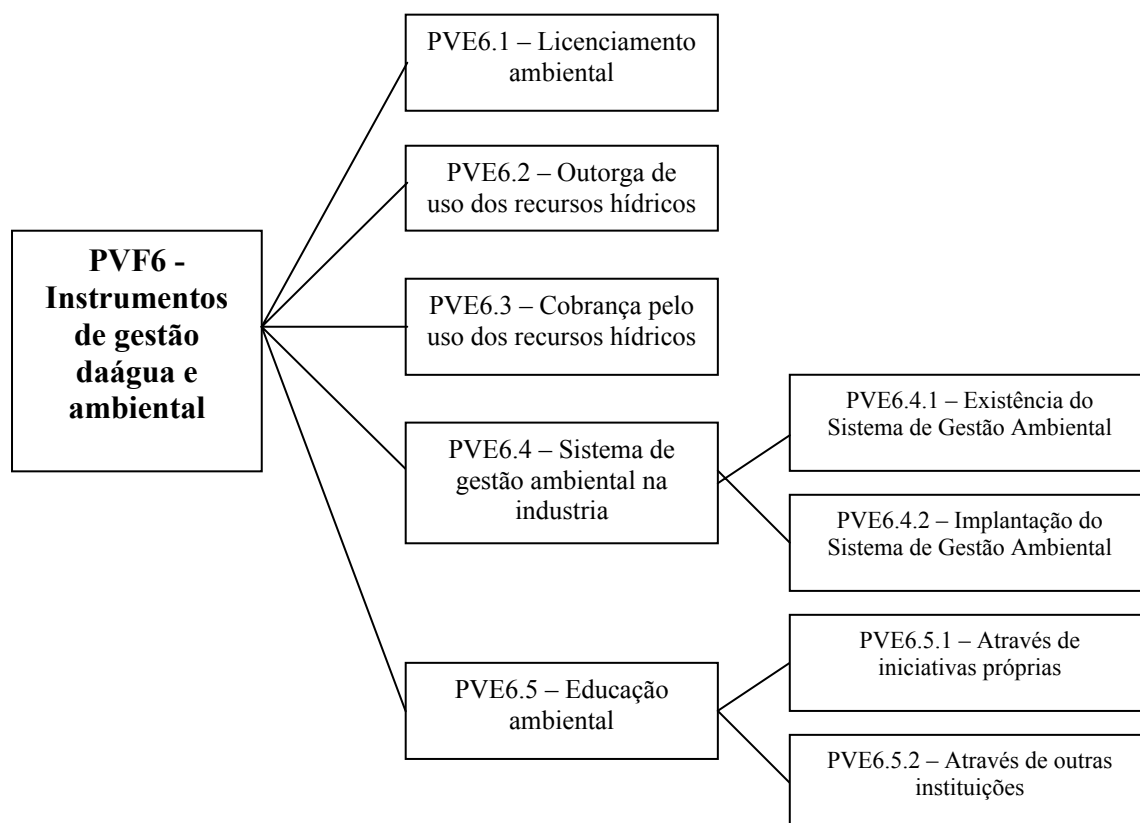 PVF6 -
Instrumentos
de gestão
daágua e
ambiental
PVE6.1 – Licenciamento
ambiental
PVE6.2 – Outorga de
uso dos recursos hídricos
PVE6.3 – Cobrança pelo
uso dos recursos hídricos
PVE6.4 – Sistema de
gestão ambiental na
industria
PVE6.4.1 – Existência do
Sistema de Gestão Ambiental
PVE6.4.2 – Implantação do
Sistema de Gestão Ambiental
PVE6.5 – Educação
ambiental
PVE6.5.1 – Através de
iniciativas próprias
PVE6.5.2 – Através de outras
instituições